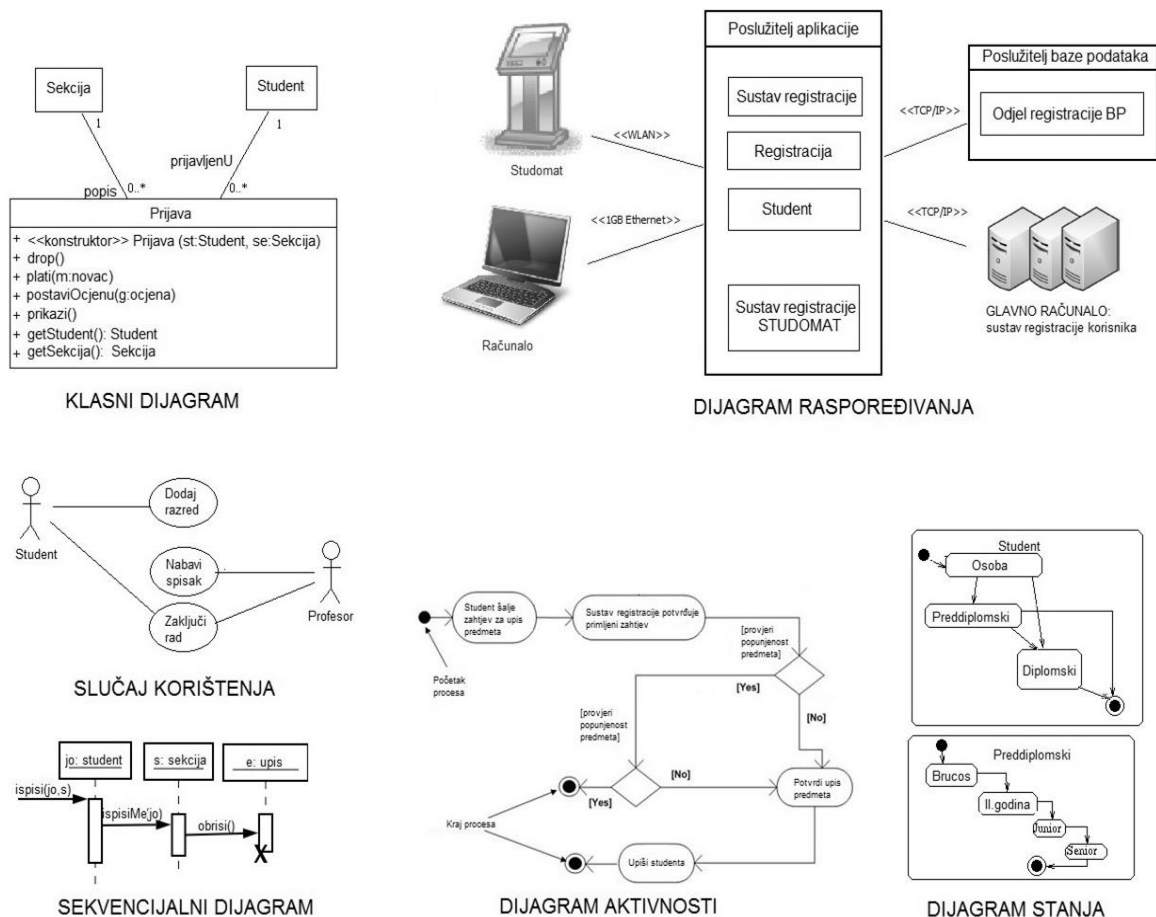 Sekcija
Student
1
1
prijavljenU
popis
0..*
0..*
Prijava
+ <<konstruktor>> Prijava (st:Student, se:Sekcija)
+ drop()
+ plati(m:novac)
+ postaviOcjenu(g:ocjena)
+ prikazi()
+ getStudent(): Student
+ getSekcija(): Sekcija
KLASNI DIJAGRAM
Studomat
<<WLAN>>
<<1GB Ethernet>>
Računalo
Poslužitelj aplikacije
Sustav registracije
Registracija
Student
Sustav registracije
STUDOMAT
<<TCP/IP>>
<<TCP/IP>>
Poslužitelj baze podataka
Odjel registracije BP
GLAVNO RAČUNALO:
sustav registracije korisnika
DIJAGRAM RASPOREĐIVANJA
Student
Dodaj
razred
Nabavi
spisak
Zaključi
rad
Profesor
SLUČAJ KORIŠTENJA
jo: student
s: sekcija
e: upis
ispisi(jo,s)
ispisiMe(jo)
obrisi()
X
SEKVENCIJALNI DIJAGRAM
Student šalje
zahtjev za upis
predmeta
Sustav registracije potvrđuje
primljeni zahtjev
Početak
procesa
[provjeri
popunjenost
predmeta]
[Yes]
[No]
[provjeri
popunjenost
predmeta]
[No]
[Yes]
Potvrdi upis
predmeta
Kraj procesa
Upiši studenta
DIJAGRAM AKTIVNOSTI
Student
Osoba
Preddiplomski
Diplomski
Preddiplomski
Brucos
II.godina
Junior
Senior
DIJAGRAM STANJA